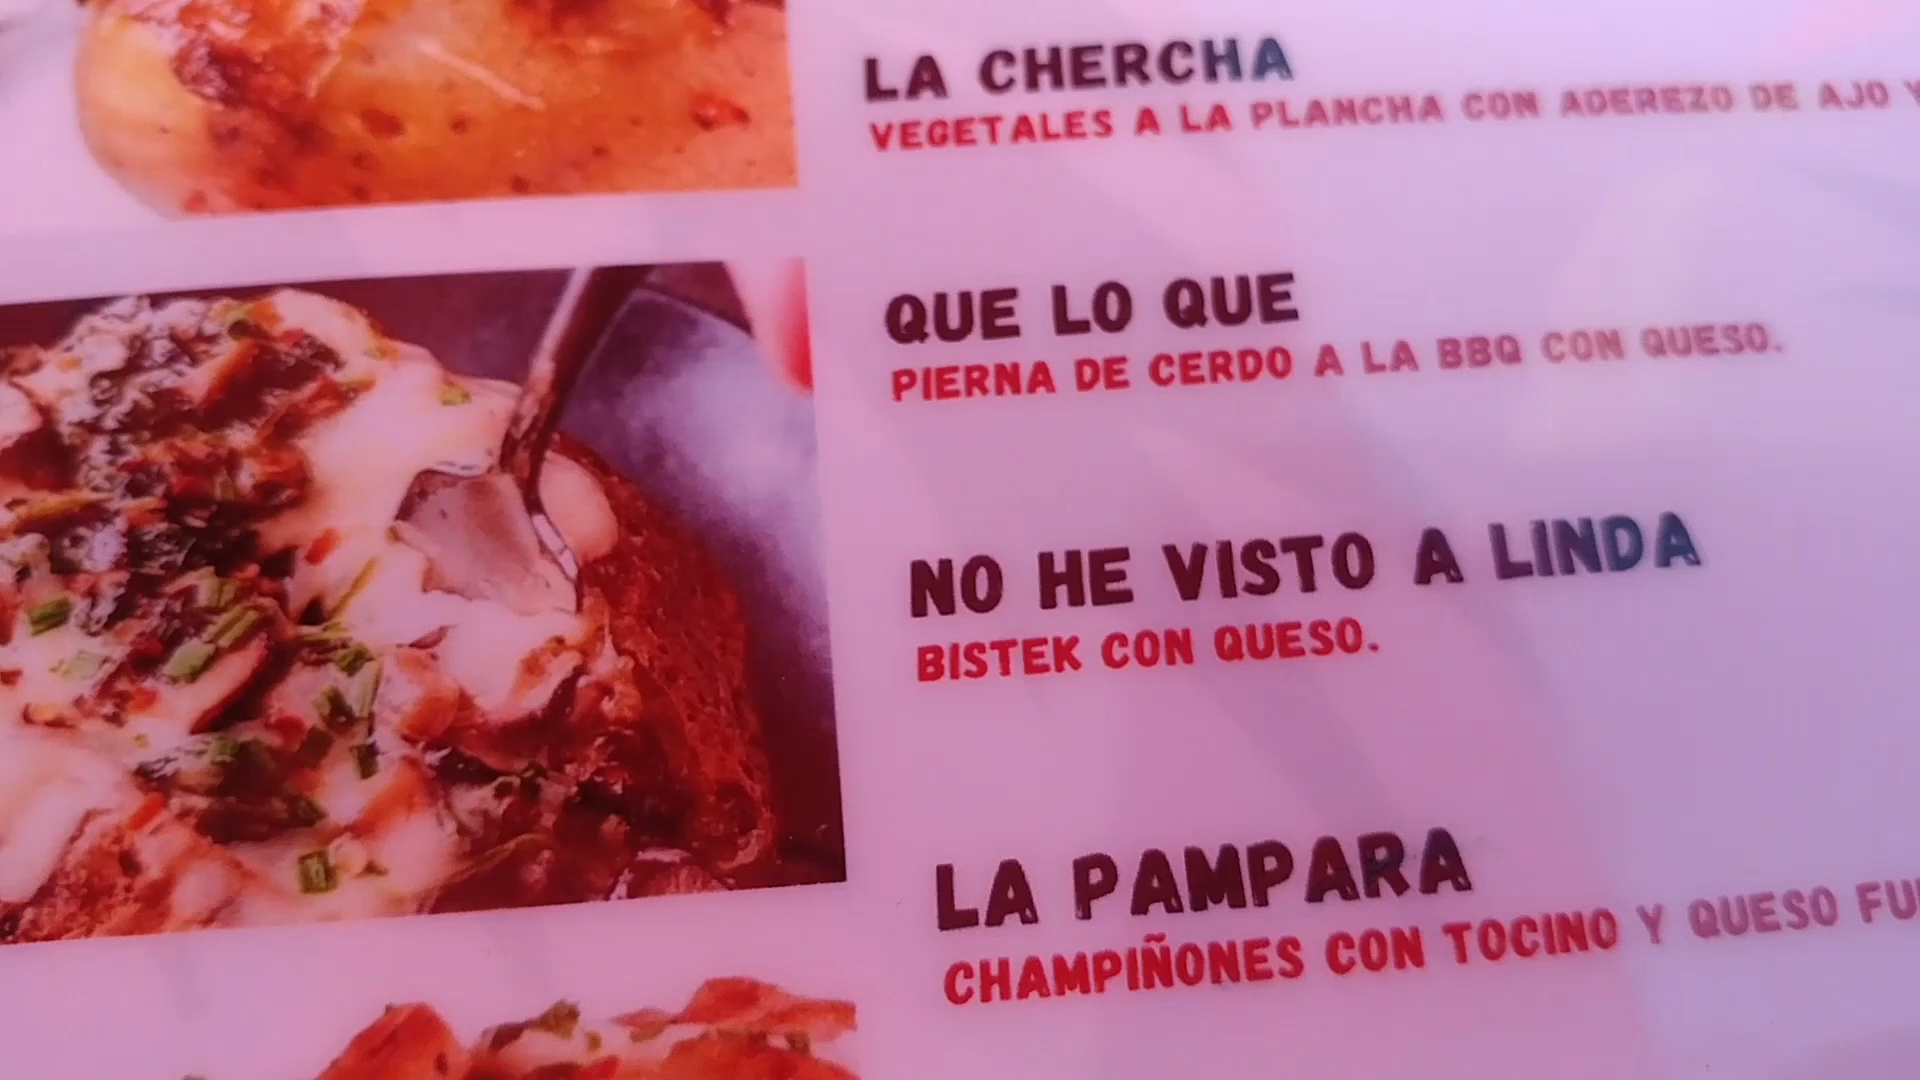 LA CHERCHA
VEGETALES A LA PLANCHA CON ADEREZO DE AJO Y
QUE LO QUE
PIERNA DE CERDO A LA BBQ CON QUESO.
NO HE VISTO A LINDA
BISTEK CON QUESO.
LA PAMPARA
CHAMPIÑONES CON TOCINO Y QUESO